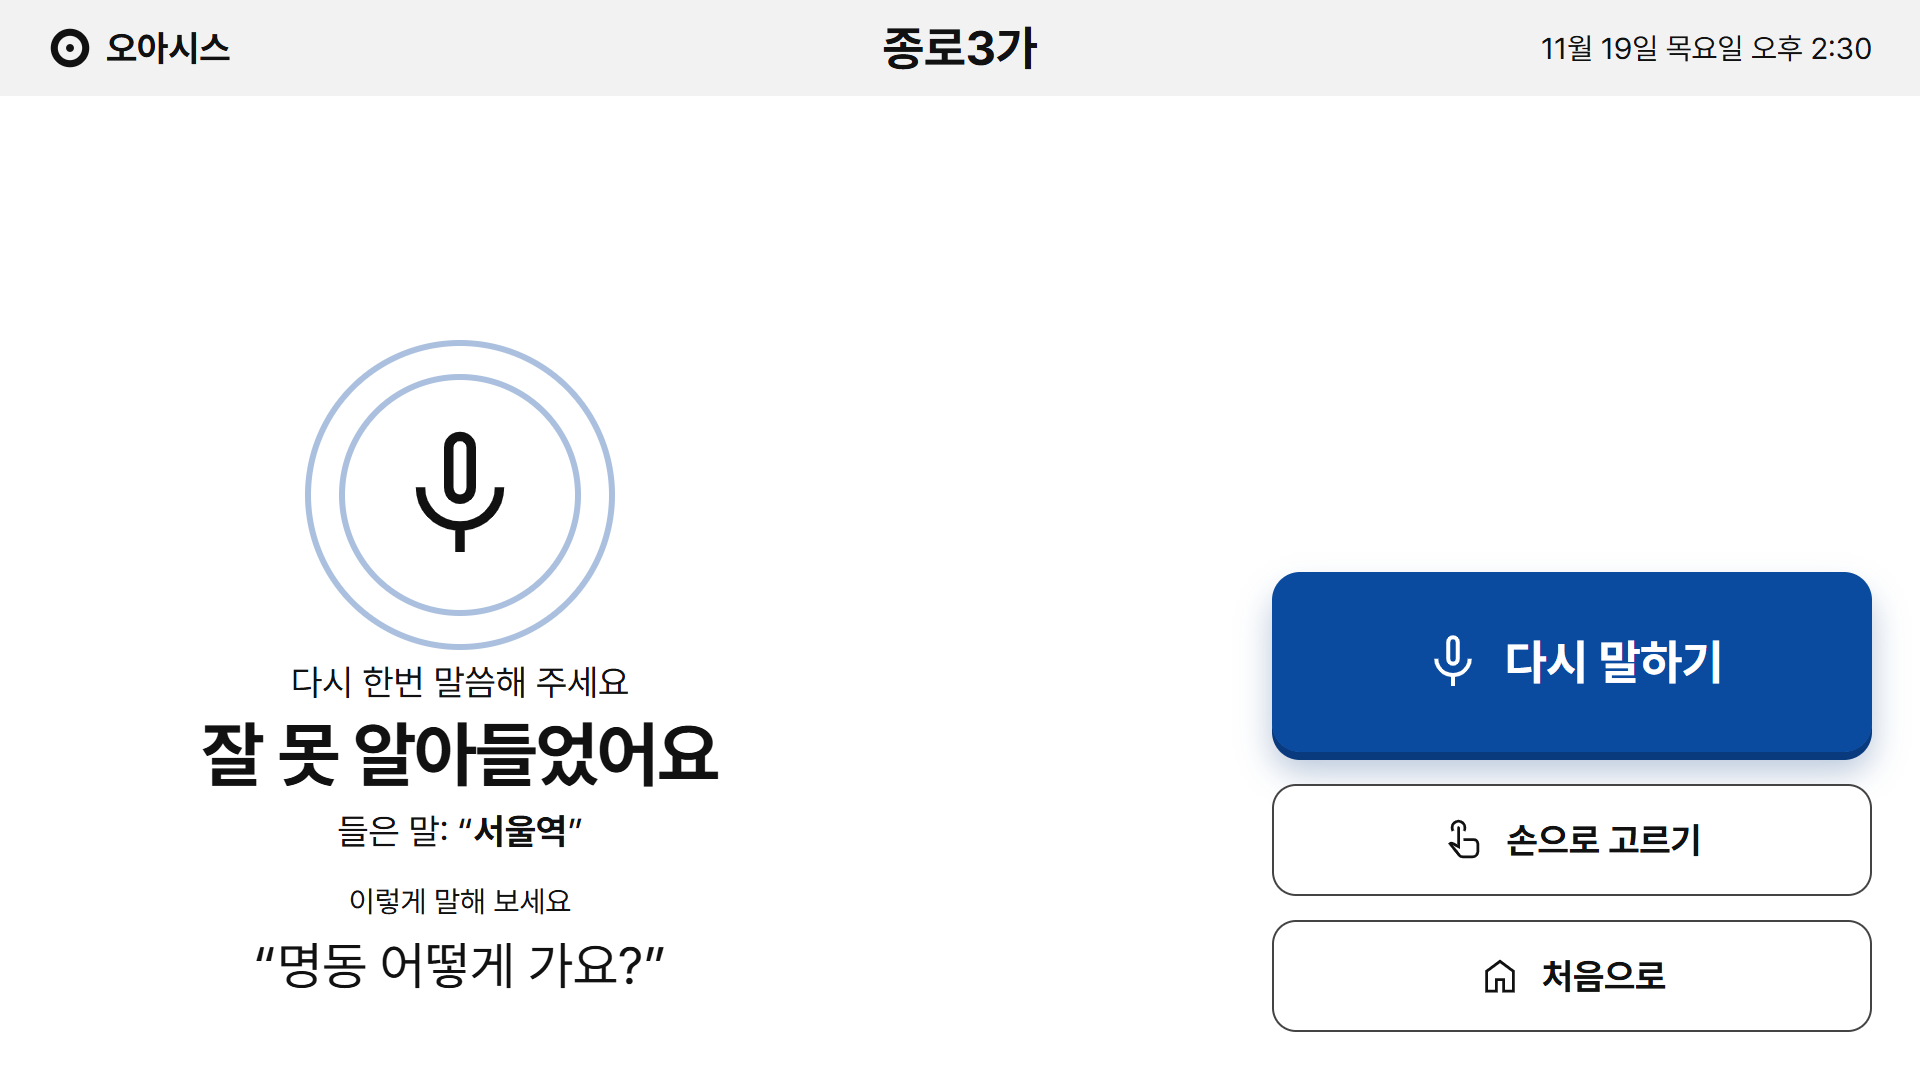 오아시스
종로3가
11월 19일 목요일 오후 2:30
다시 한번 말씀해 주세요
잘 못 알아들었어요
들은 말: “서울역”
이렇게 말해 보세요
“명동 어떻게 가요?”
다시 말하기
손으로 고르기
처음으로